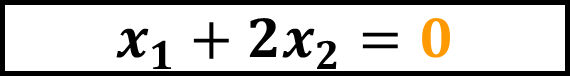 x₁ + 2x₂ = 0